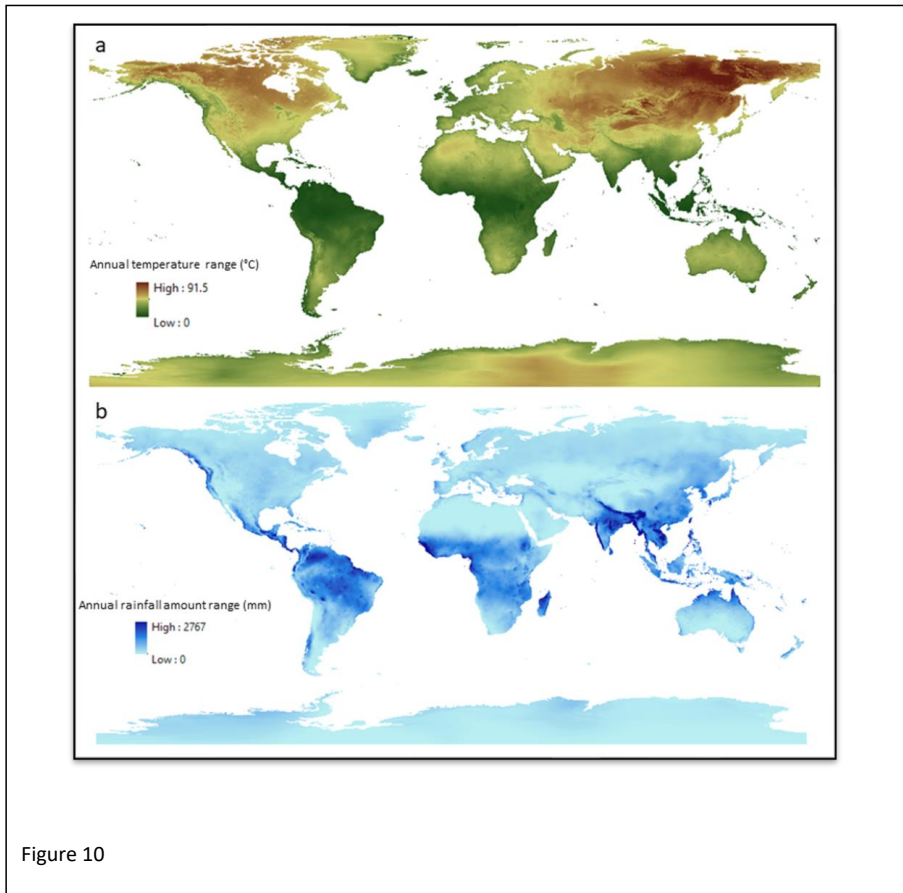 a
Annual temperature range (°C)
High : 91.5
Low : 0
b
Annual rainfall amount range (mm)
High : 2767
Low : 0
Figure 10